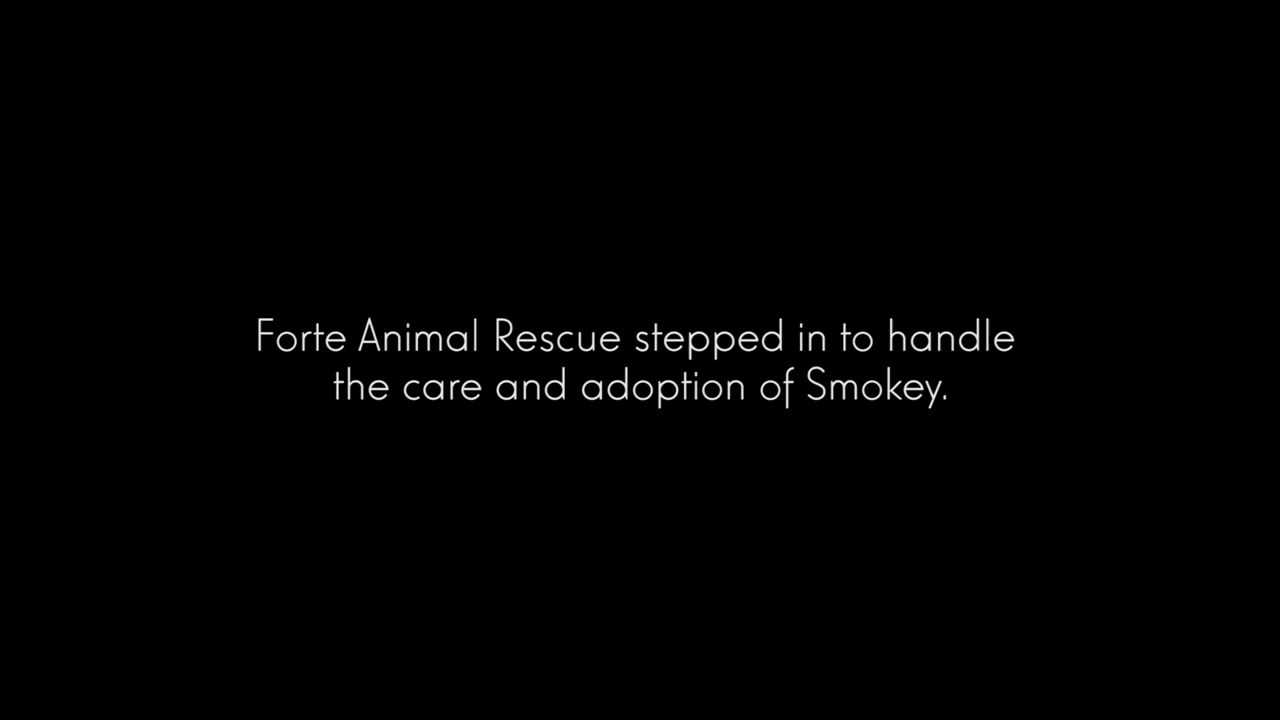 Forte Animal Rescue stepped in to handle
the care and adoption of Smokey.